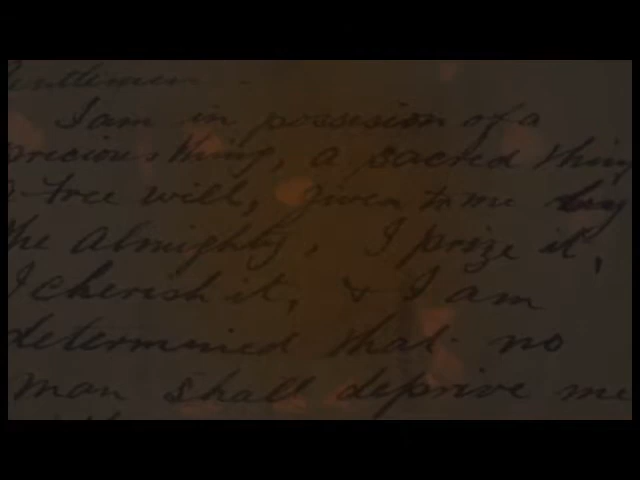 Gentlemen
I am in possesion of a
precious thing, a sacred thing
a free will, given to me by
the Almighty, I prize it,
I cherish it, & I am
determined that no
man shall deprive me